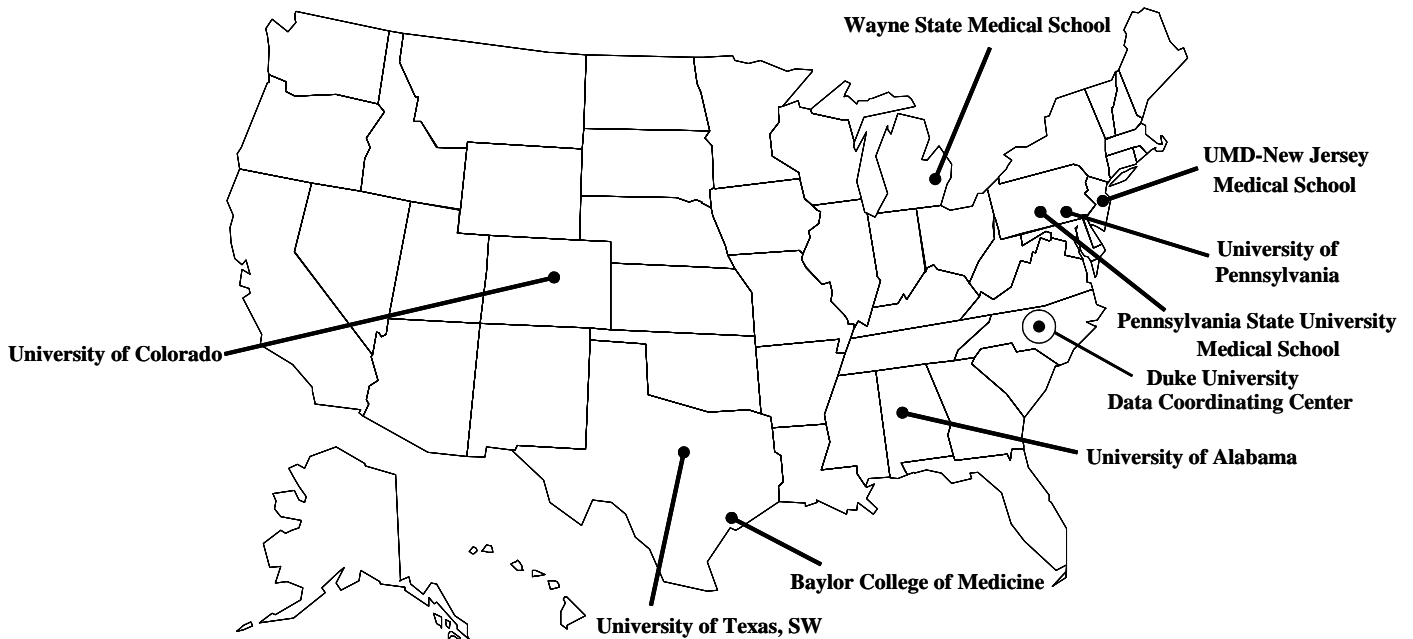 Wayne State Medical School
UMD-New Jersey
Medical School
University of
Pennsylvania
Pennsylvania State University
Medical School
University of Colorado
Duke University
Data Coordinating Center
University of Alabama
Baylor College of Medicine
University of Texas, SW